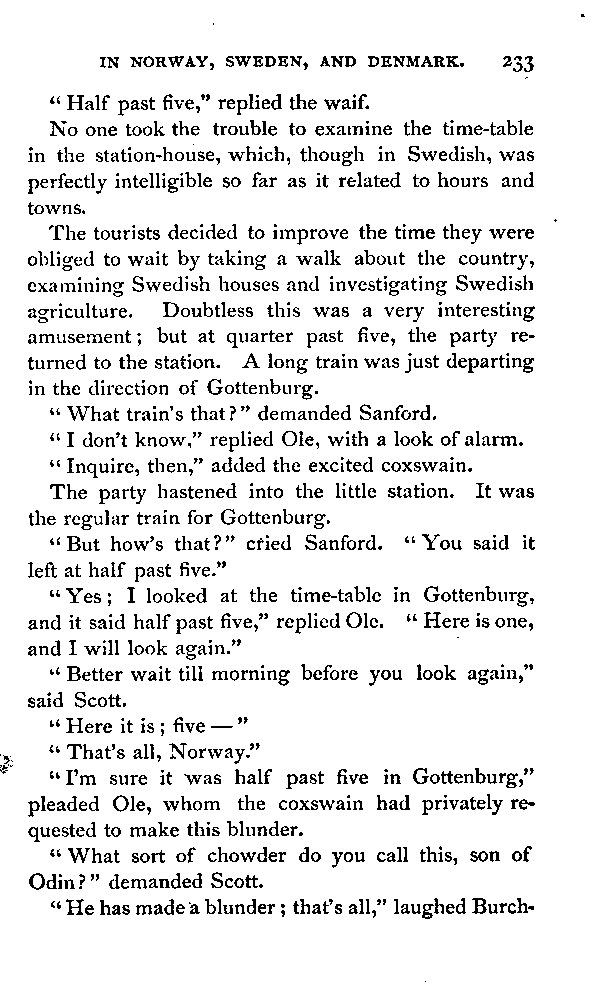 IN NORWAY, SWEDEN, AND DENMARK. 233
“Half past five,” replied the waif.
No one took the trouble to examine the time-table
in the station-house, which, though in Swedish, was
perfectly intelligible so far as it related to hours and
towns.
The tourists decided to improve the time they were
obliged to wait by taking a walk about the country,
examining Swedish houses and investigating Swedish
agriculture. Doubtless this was a very interesting
amusement; but at quarter past five, the party re-
turned to the station. A long train was just departing
in the direction of Gottenburg.
“What train's that?” demanded Sanford.
“I don't know,” replied Ole, with a look of alarm.
“Inquire, then,” added the excited coxswain.
The party hastened into the little station. It was
the regular train for Gottenburg.
“But how's that?” cried Sanford. “You said it
left at half past five.”
“Yes; I looked at the time-table in Gottenburg,
and it said half past five,” replied Ole. “Here is one,
and I will look again.”
“Better wait till morning before you look again,”
said Scott.
“Here it is; five — ”
“That's all, Norway.”
“I'm sure it was half past five in Gottenburg,”
pleaded Ole, whom the coxswain had privately re-
quested to make this blunder.
“What sort of chowder do you call this, son of
Odin?” demanded Scott.
“He has made a blunder; that's all,” laughed Burch-